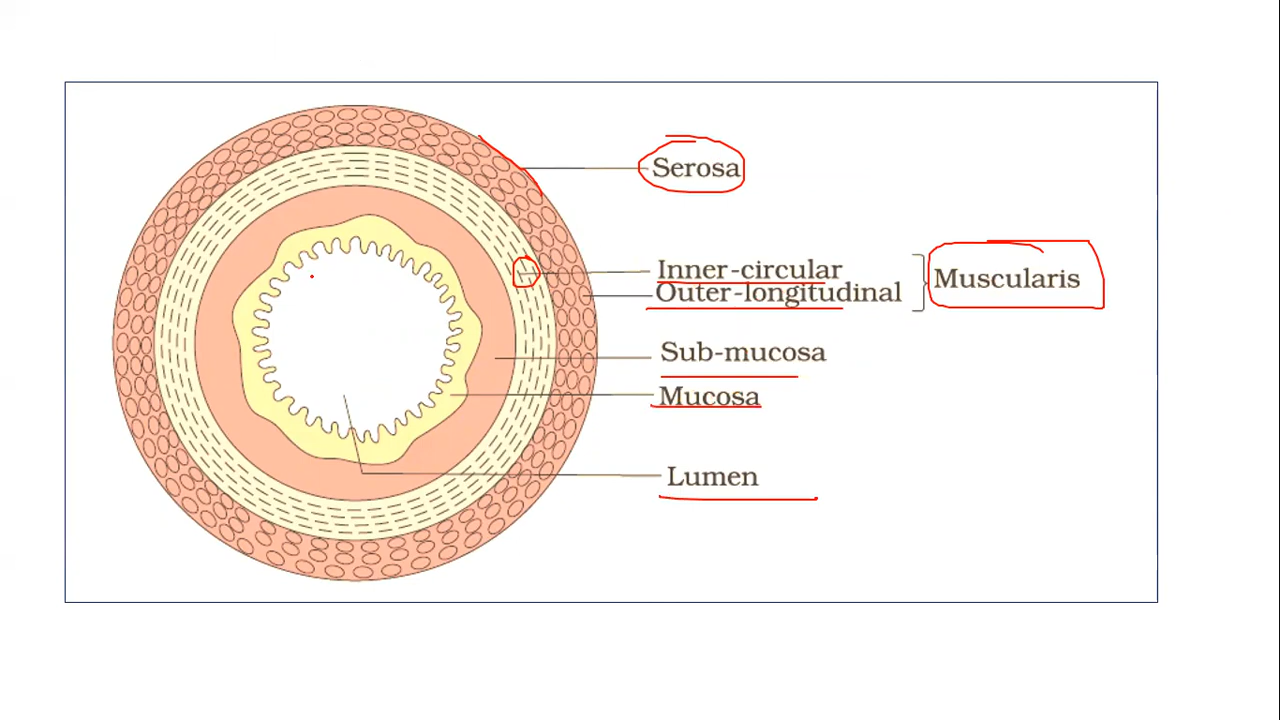 Serosa
Inner-circular
Outer-longitudinal
Muscularis
Sub-mucosa
Mucosa
Lumen